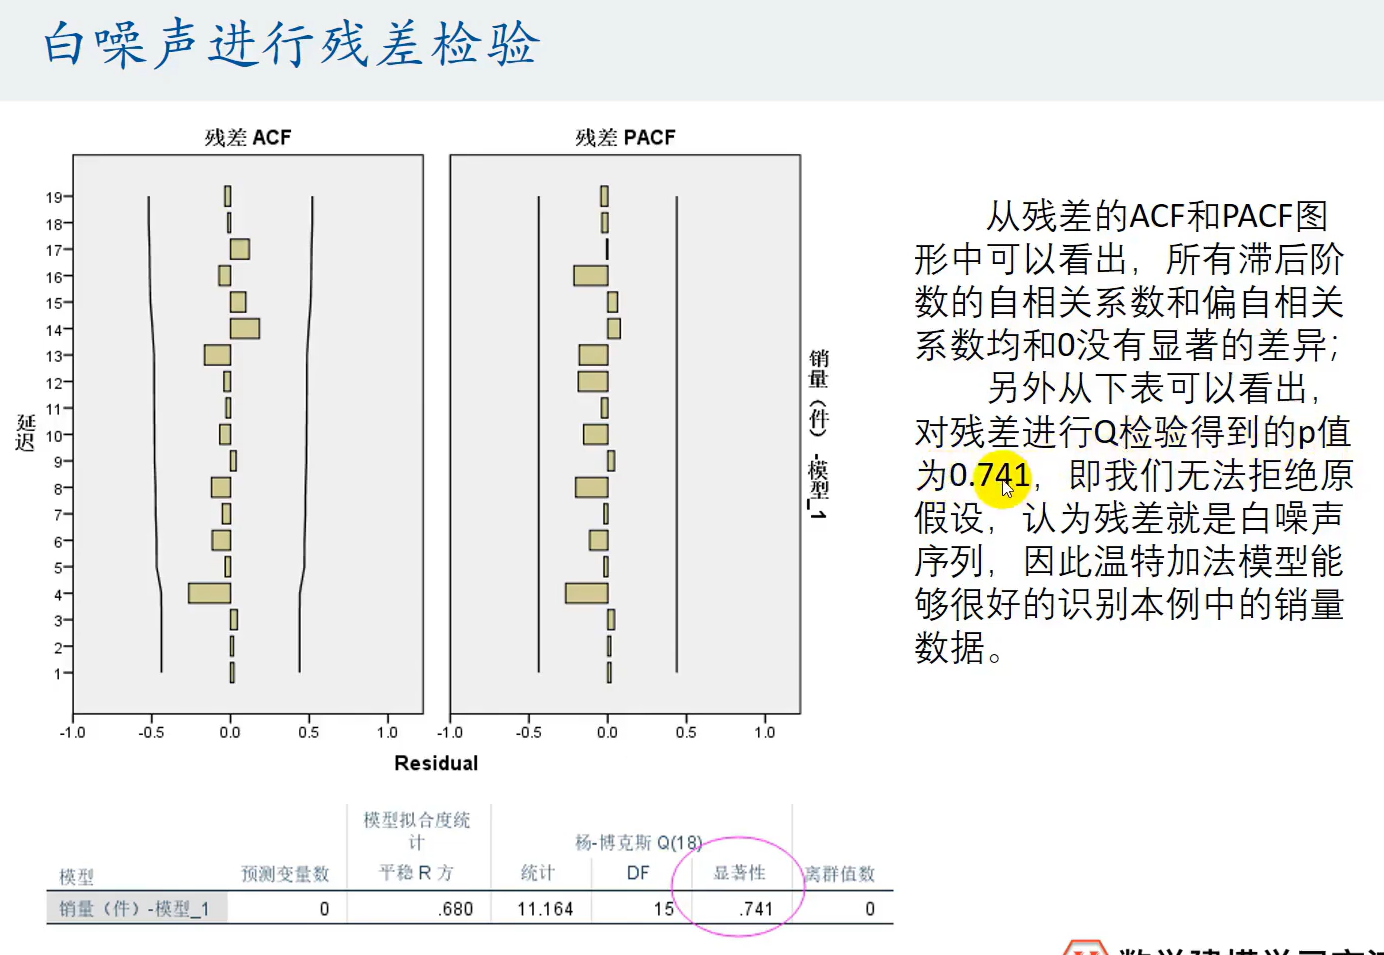 白噪声进行残差检验
残差 ACF
残差 PACF
延迟
19
18
17
16
15
14
13
12
11
10
9
8
7
6
5
4
3
2
1
-1.0 -0.5 0.0 0.5 1.0
-1.0 -0.5 0.0 0.5 1.0
Residual
销量（件）-模型_1
从残差的ACF和PACF图
形中可以看出，所有滞后阶
数的自相关系数和偏自相关
系数均和0没有显著的差异；
另外从下表可以看出，
对残差进行Q检验得到的p值
为0.741，即我们无法拒绝原
假设，认为残差就是白噪声
序列，因此温特加法模型能
够很好的识别本例中的销量
数据。
模型拟合度统
计
杨-博克斯 Q(18)
模型 预测变量数 平稳 R 方 统计 DF 显著性 离群值数
销量（件）-模型_1 0 .680 11.164 15 .741 0